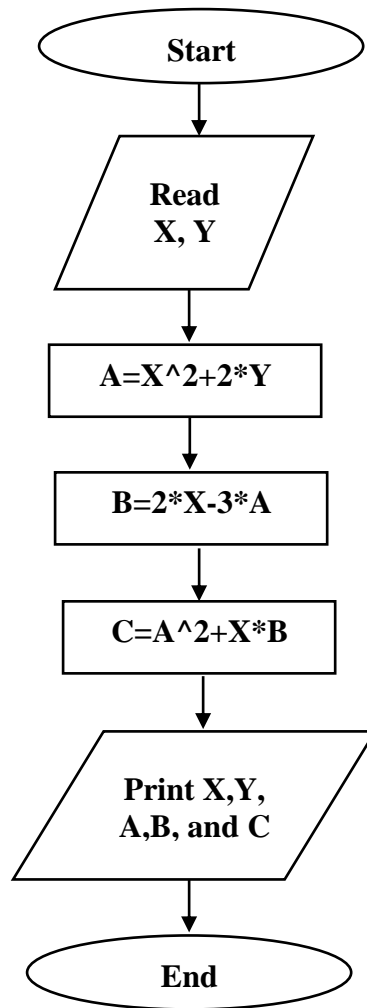 Start
Read
X, Y
A=X^2+2*Y
B=2*X-3*A
C=A^2+X*B
Print X,Y,
A,B, and C
End